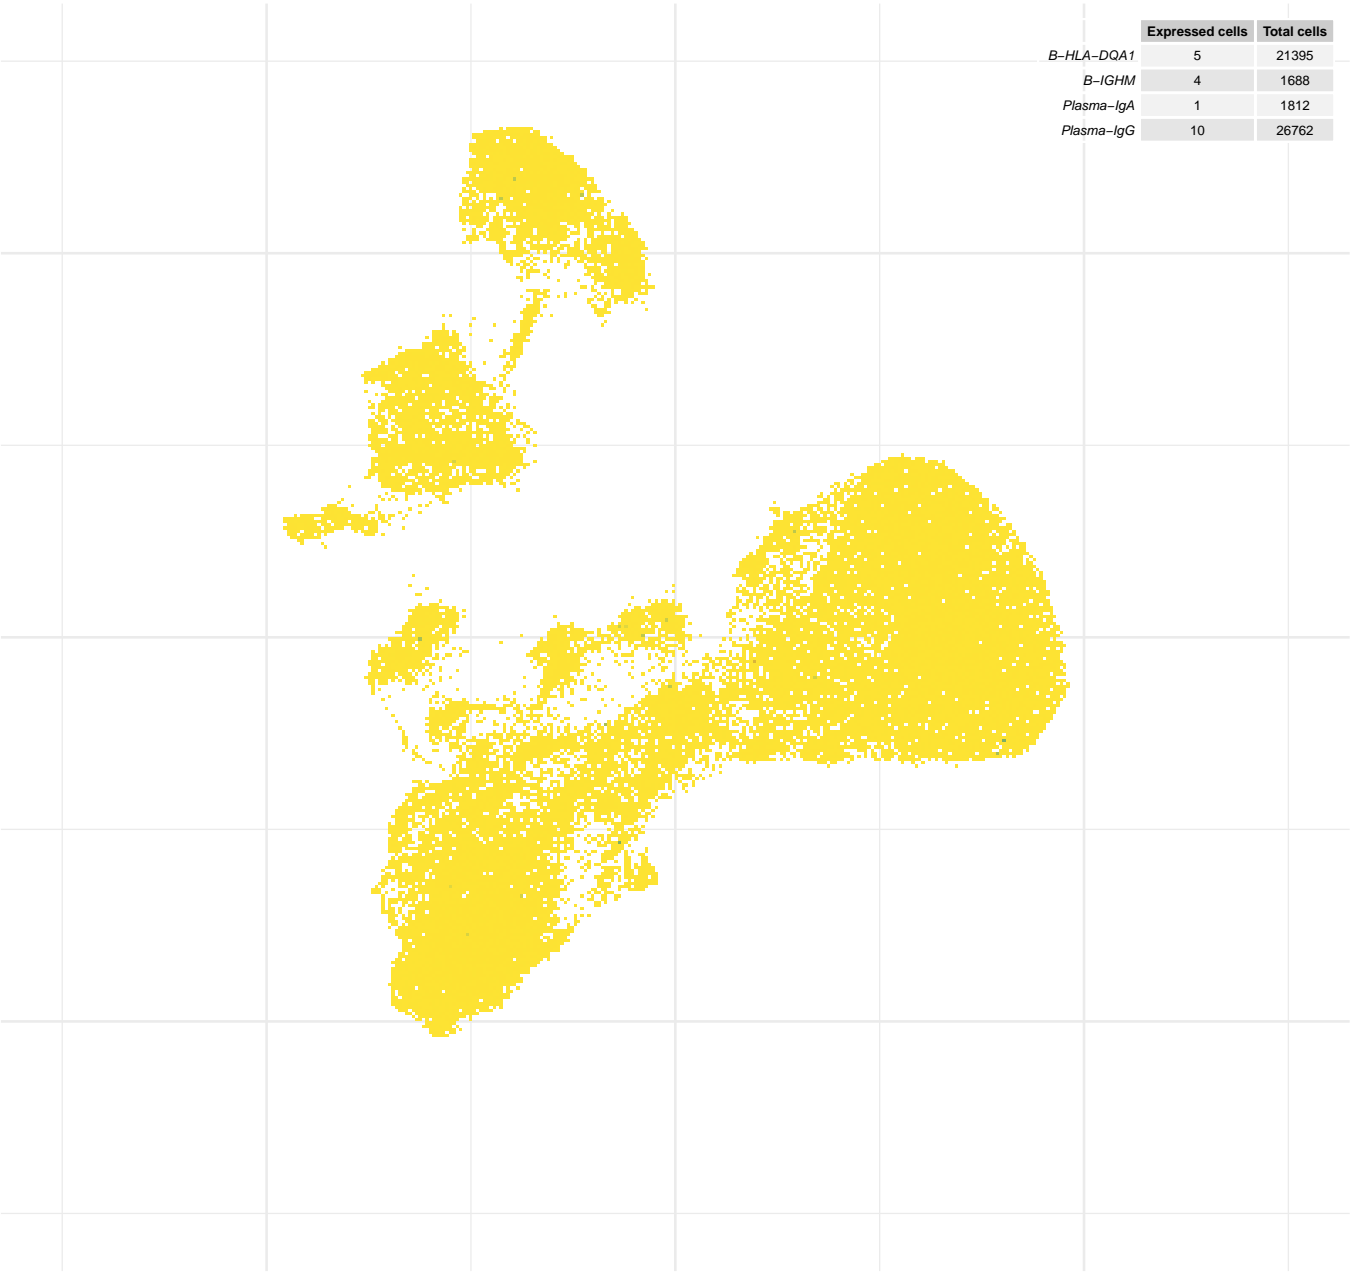 Expressed cells Total cells
B−HLA−DQA1 5 21395
B−IGHM 4 1688
Plasma−IgA 1 1812
Plasma−IgG 10 26762